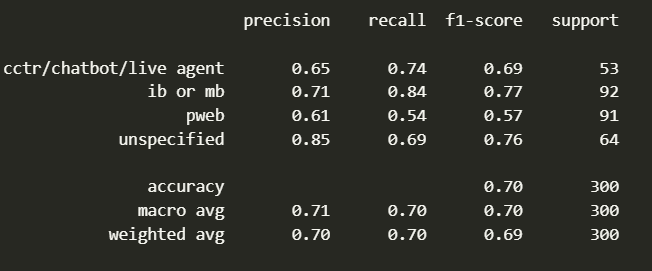 precision recall f1-score support
cctr/chatbot/live agent 0.65 0.74 0.69 53
ib or mb 0.71 0.84 0.77 92
pweb 0.61 0.54 0.57 91
unspecified 0.85 0.69 0.76 64
accuracy 0.70 300
macro avg 0.71 0.70 0.70 300
weighted avg 0.70 0.70 0.69 300